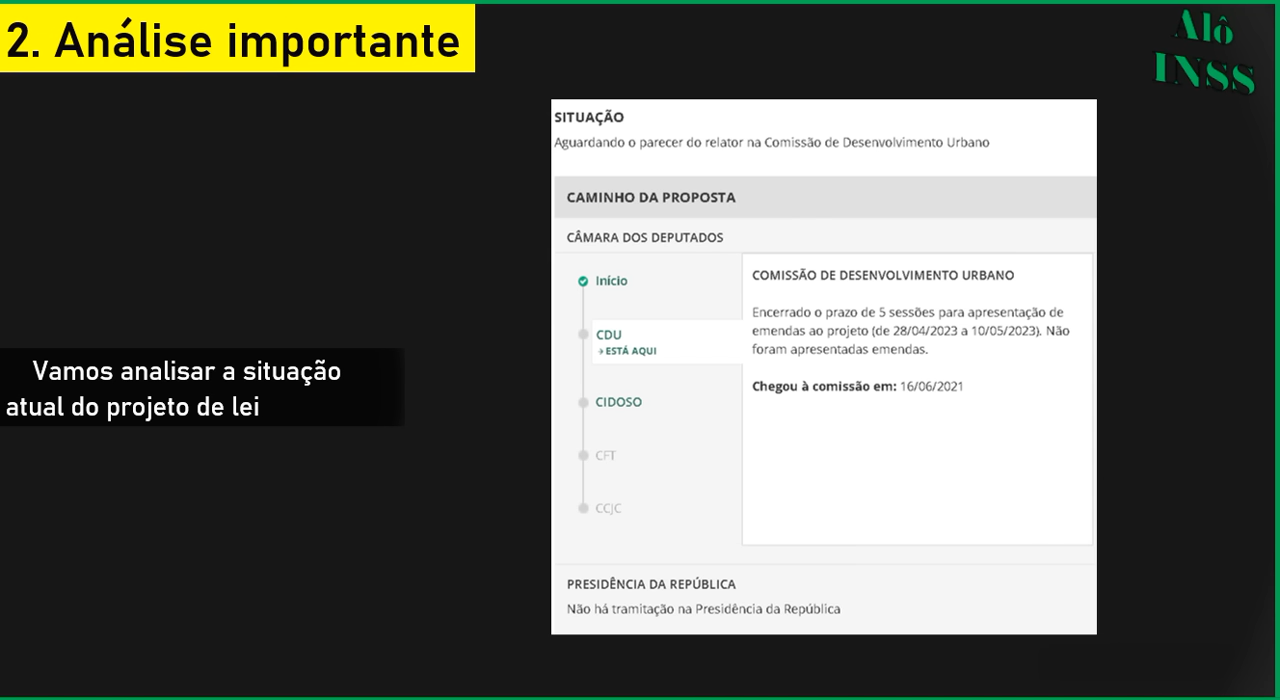 2. Análise importante
Alô
INSS
SITUAÇÃO
Aguardando o parecer do relator na Comissão de Desenvolvimento Urbano
CAMINHO DA PROPOSTA
CÂMARA DOS DEPUTADOS
Início
CDU
→ ESTÁ AQUI
CIDOSO
CFT
CCJC
COMISSÃO DE DESENVOLVIMENTO URBANO
Encerrado o prazo de 5 sessões para apresentação de
emendas ao projeto (de 28/04/2023 a 10/05/2023). Não
foram apresentadas emendas.
Chegou à comissão em: 16/06/2021
PRESIDÊNCIA DA REPÚBLICA
Não há tramitação na Presidência da República
Vamos analisar a situação
atual do projeto de lei